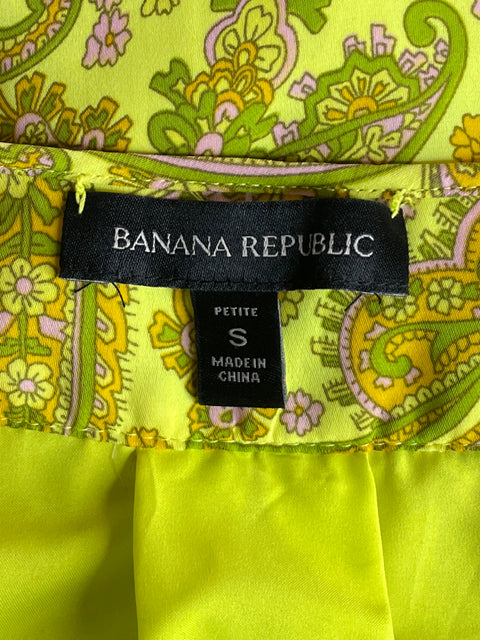 BANANA REPUBLIC
PETITE
S
MADE IN
CHINA